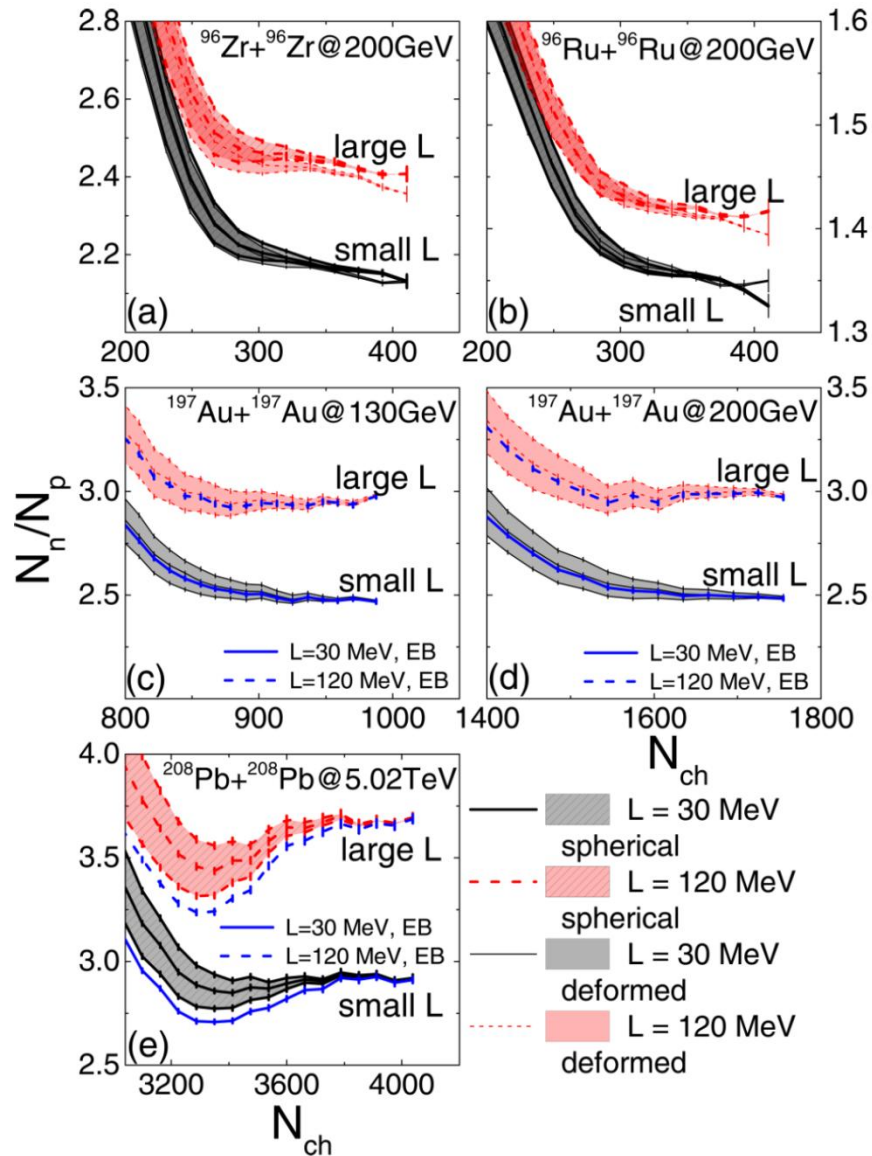 ⁹⁶Zr+⁹⁶Zr@200GeV
large L
small L
(a)
2.8
2.6
2.4
2.2
200
300
400
⁹⁶Ru+⁹⁶Ru@200GeV
large L
small L
(b)
1.6
1.5
1.4
1.3
200
300
400
¹⁹⁷Au+¹⁹⁷Au@130GeV
large L
small L
L=30 MeV, EB
L=120 MeV, EB
(c)
3.5
3.0
2.5
800
900
1000
¹⁹⁷Au+¹⁹⁷Au@200GeV
large L
small L
L=30 MeV, EB
L=120 MeV, EB
(d)
3.5
3.0
2.5
1400
1600
1800
N_ch
N_n/N_p
²⁰⁸Pb+²⁰⁸Pb@5.02TeV
large L
L=30 MeV, EB
L=120 MeV, EB
small L
(e)
4.0
3.5
3.0
2.5
3200
3600
4000
N_ch
L = 30 MeV
spherical
L = 120 MeV
spherical
L = 30 MeV
deformed
L = 120 MeV
deformed